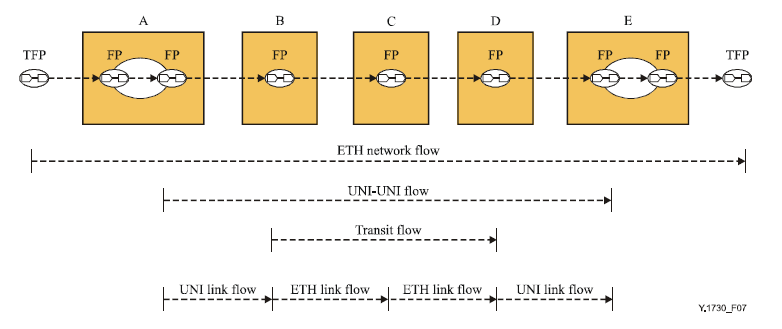 A B C D E
TFP FP FP FP FP FP FP FP TFP
ETH network flow
UNI-UNI flow
Transit flow
UNI link flow ETH link flow ETH link flow UNI link flow
Y.1730_F07